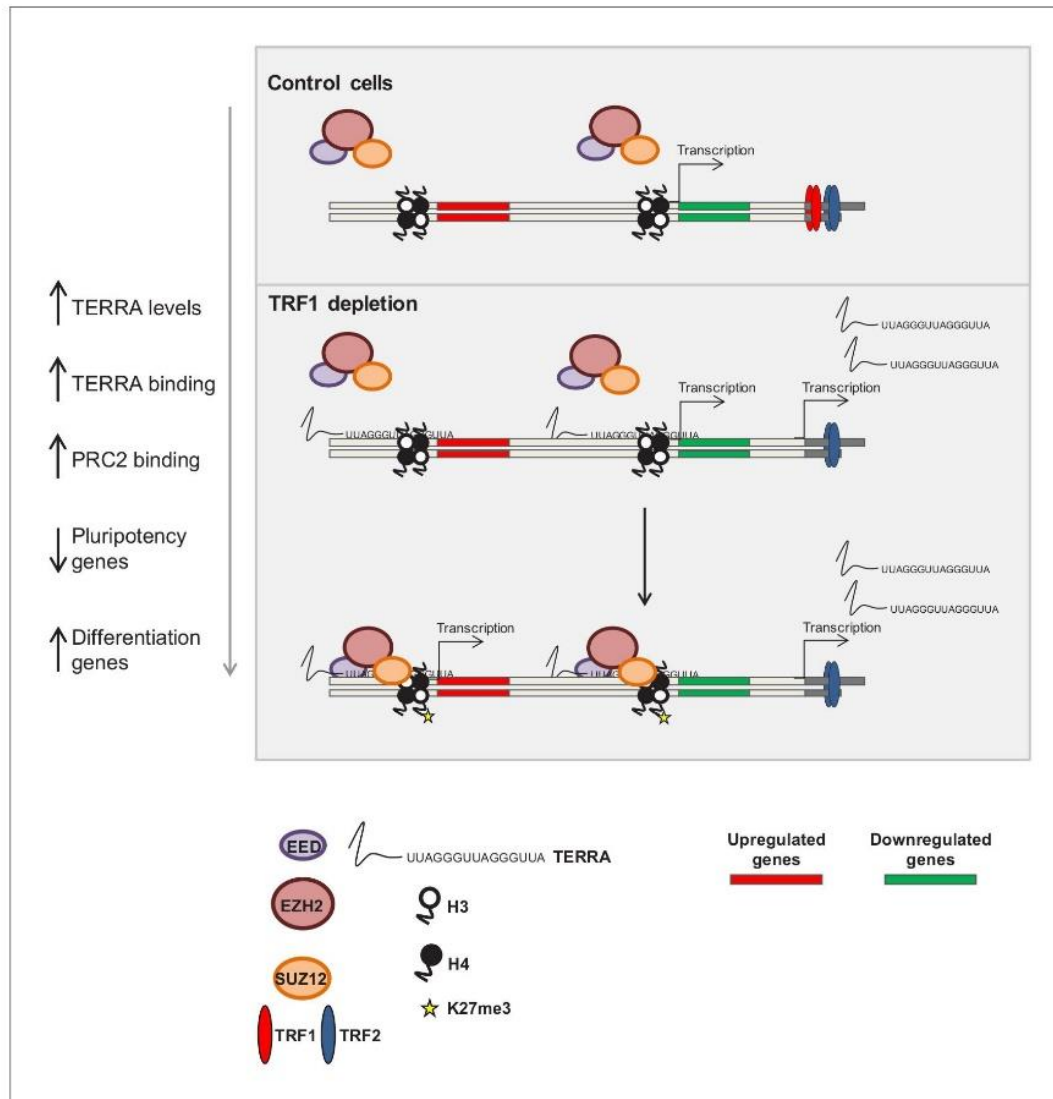 Control cells
Transcription
TRF1 depletion
UUAGGGUUAGGGUUA
UUAGGGUUAGGGUUA
Transcription
Transcription
TERRA levels
TERRA binding
PRC2 binding
Pluripotency
genes
Differentiation
genes
UUAGGGUUAGGGUUA
UUAGGGUUAGGGUUA
Transcription
Transcription
EED
UUAGGGUUAGGGUUA TERRA
EZH2
H3
SUZ12
H4
K27me3
TRF1
TRF2
Upregulated
genes
Downregulated
genes